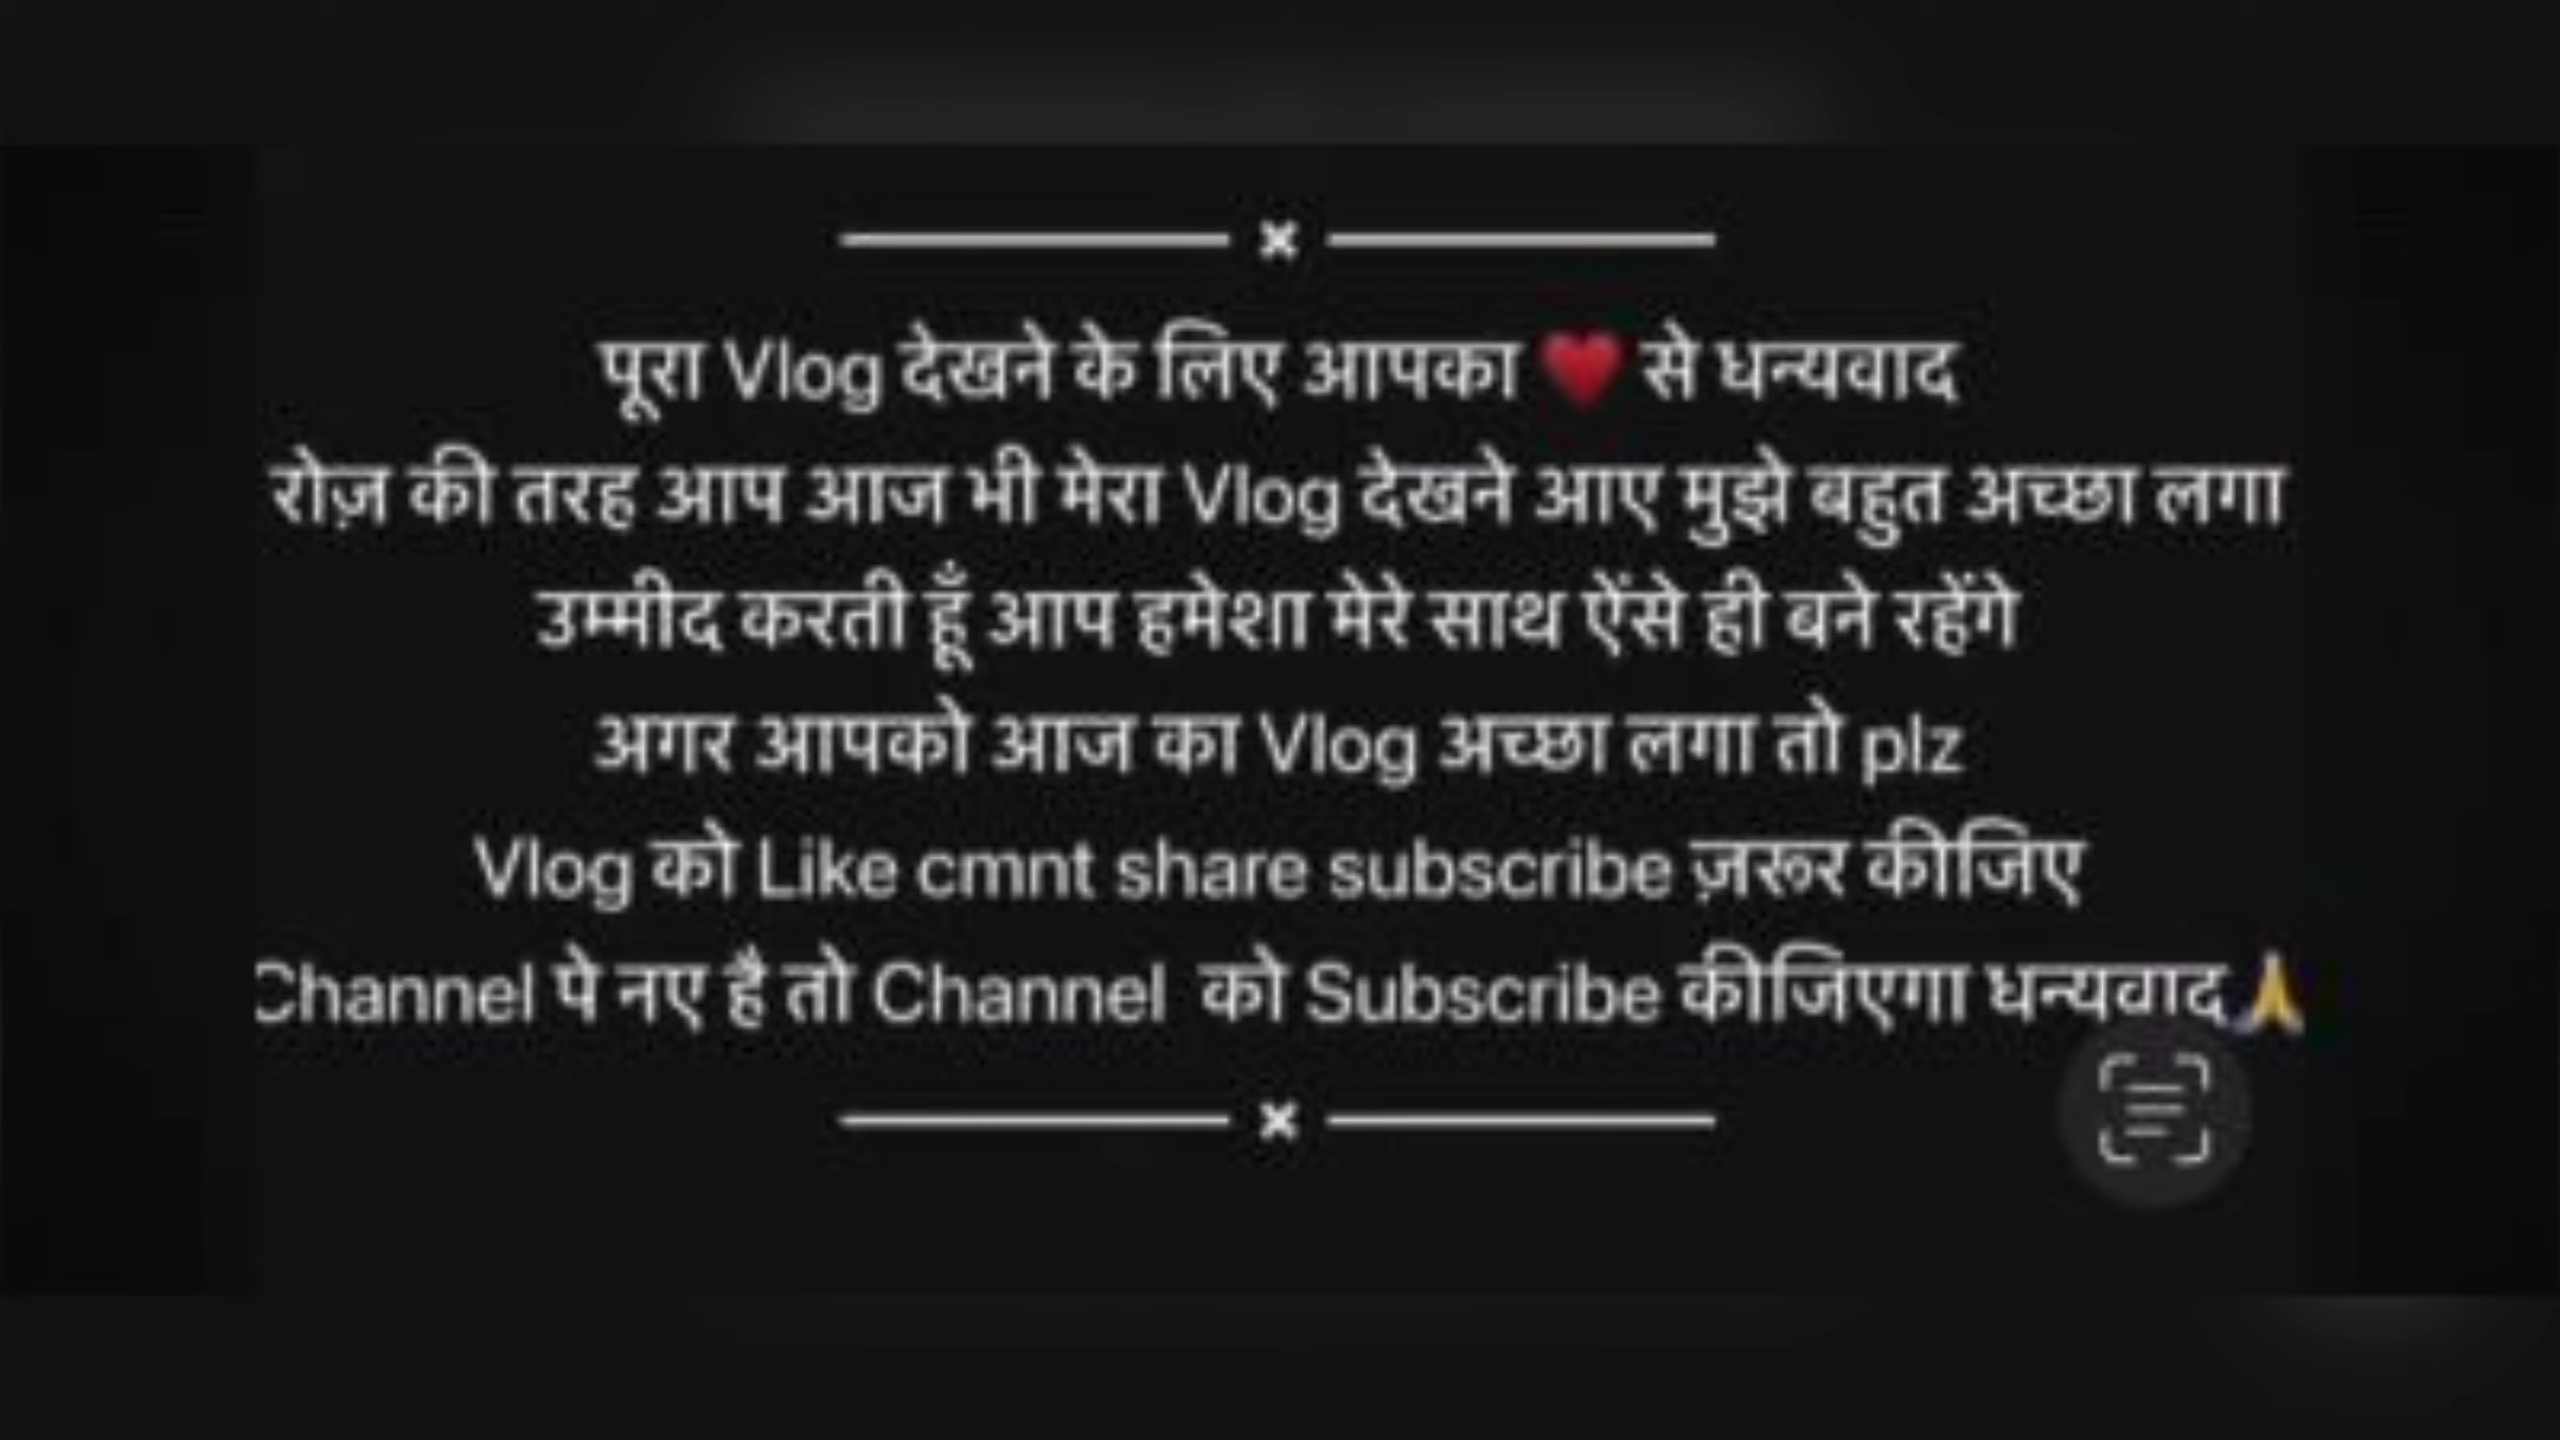 पूरा Vlog देखने के लिए आपका ♥️ से धन्यवाद
रोज़ की तरह आप आज भी मेरा Vlog देखने आए मुझे बहुत अच्छा लगा
उम्मीद करती हूँ आप हमेशा मेरे साथ ऐंसे ही बने रहेंगे
अगर आपको आज का Vlog अच्छा लगा तो plz
Vlog को Like cmnt share subscribe ज़रूर कीजिए
Channel पे नए है तो Channel को Subscribe कीजिएगा धन्यवाद🙏